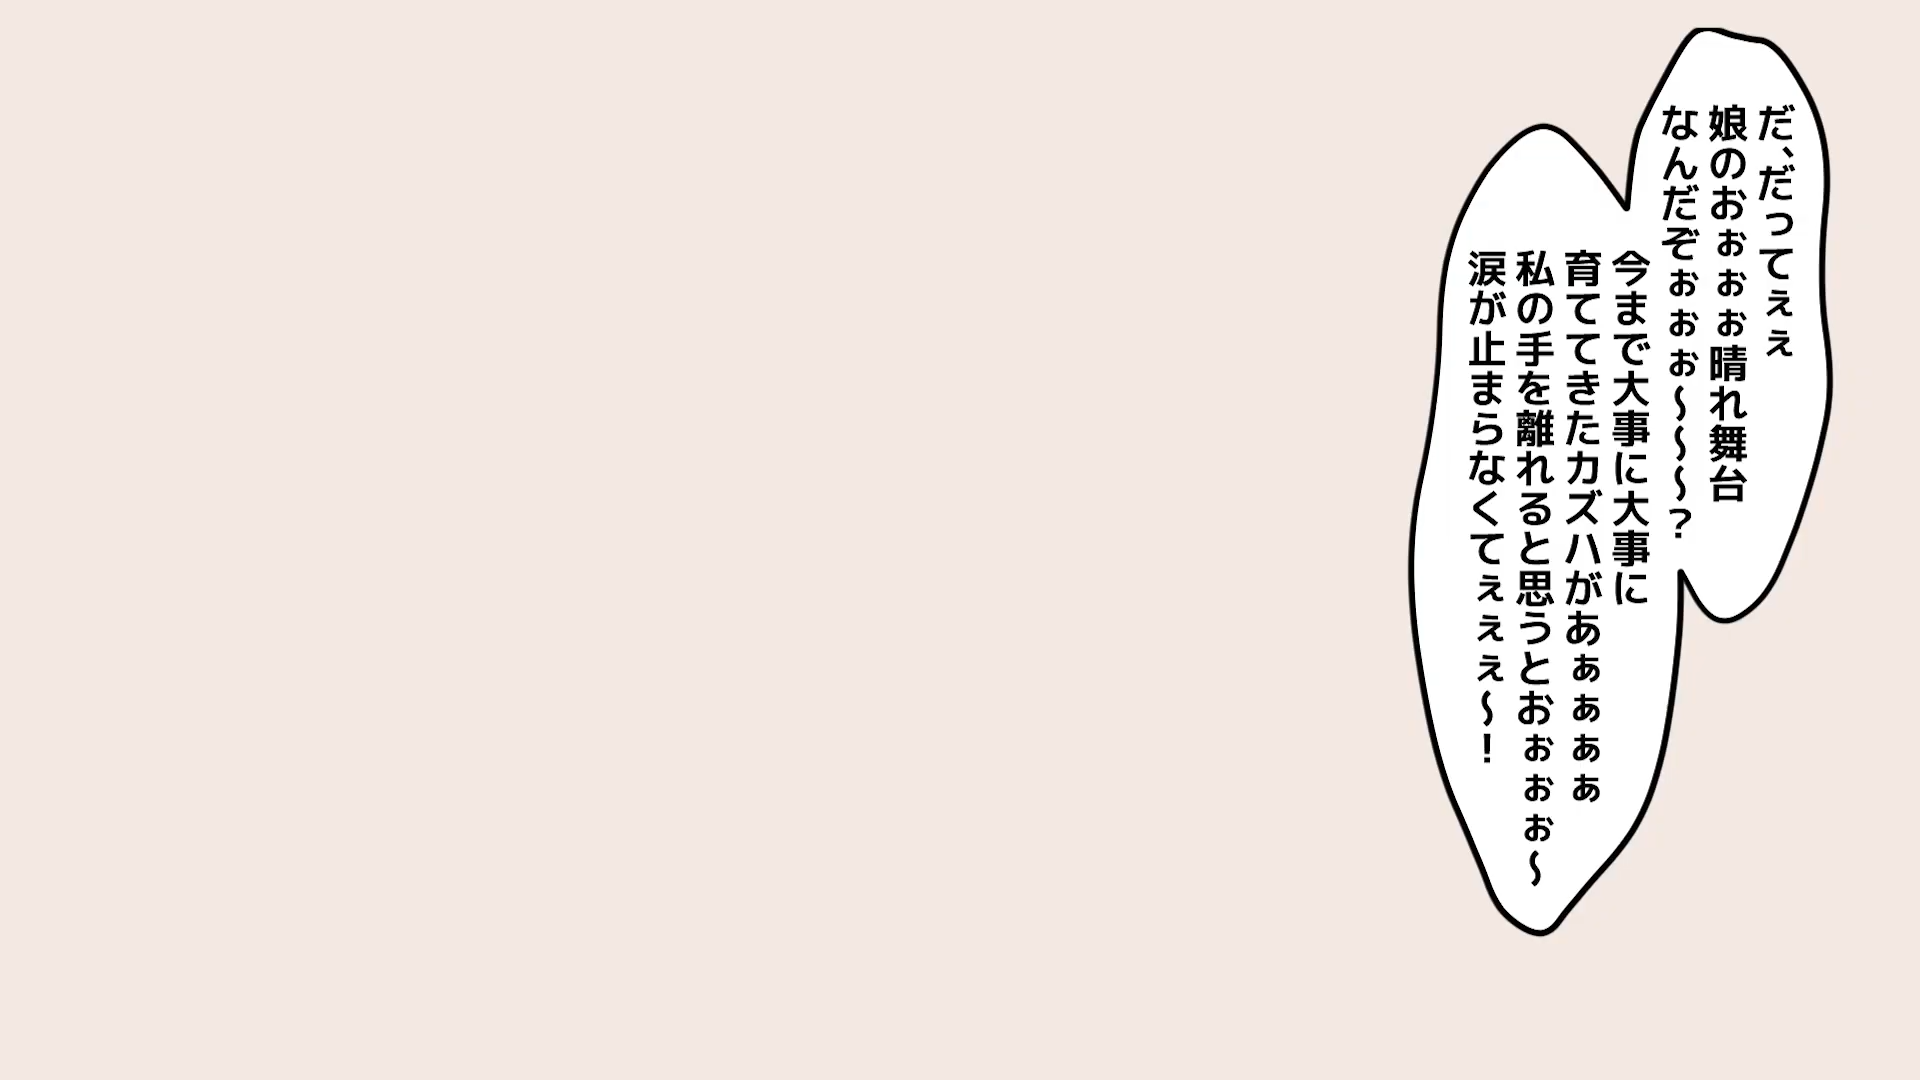 だ、だってぇぇ
娘のおぉぉぉ晴れ舞台
なんだぞぉぉぉ～～～？
今まで大事に大事に
育ててきたカズハがあぁぁぁぁ
私の手を離れると思うとおぉぉぉ～
涙が止まらなくてぇぇぇ～！